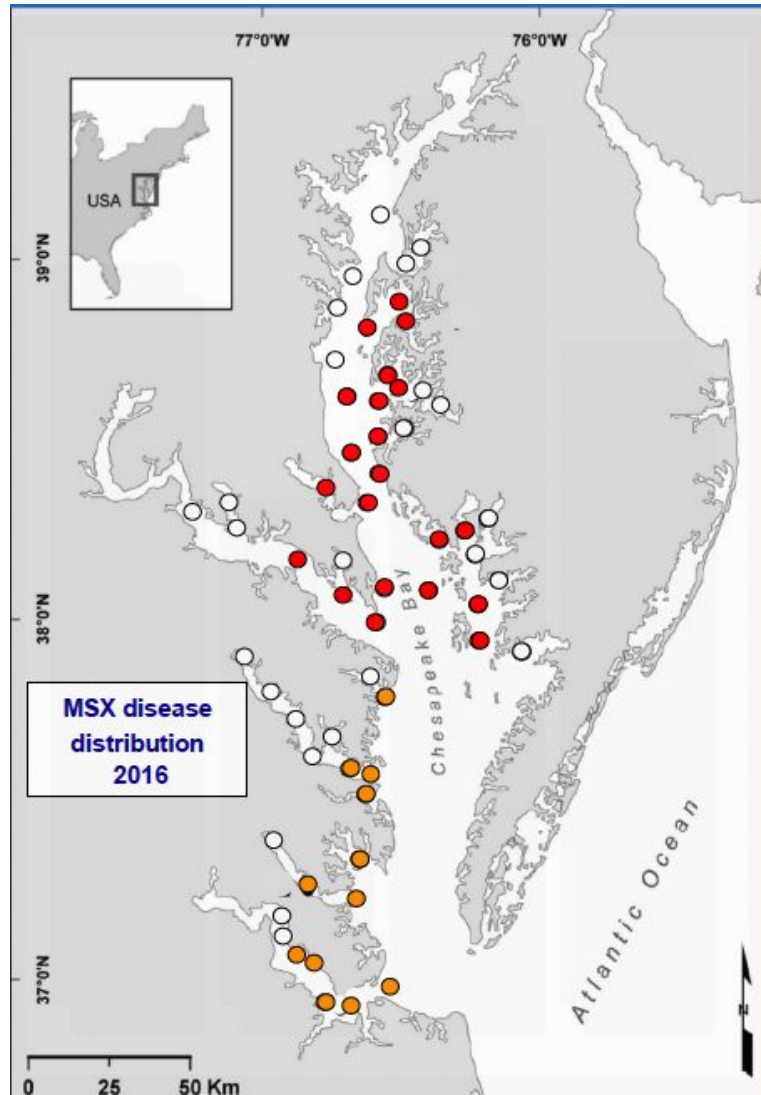 77°0'W
76°0'W
USA
39°0'N
38°0'N
Chesapeake Bay
MSX disease
distribution
2016
Atlantic Ocean
37°0'N
N
0 25 50 Km